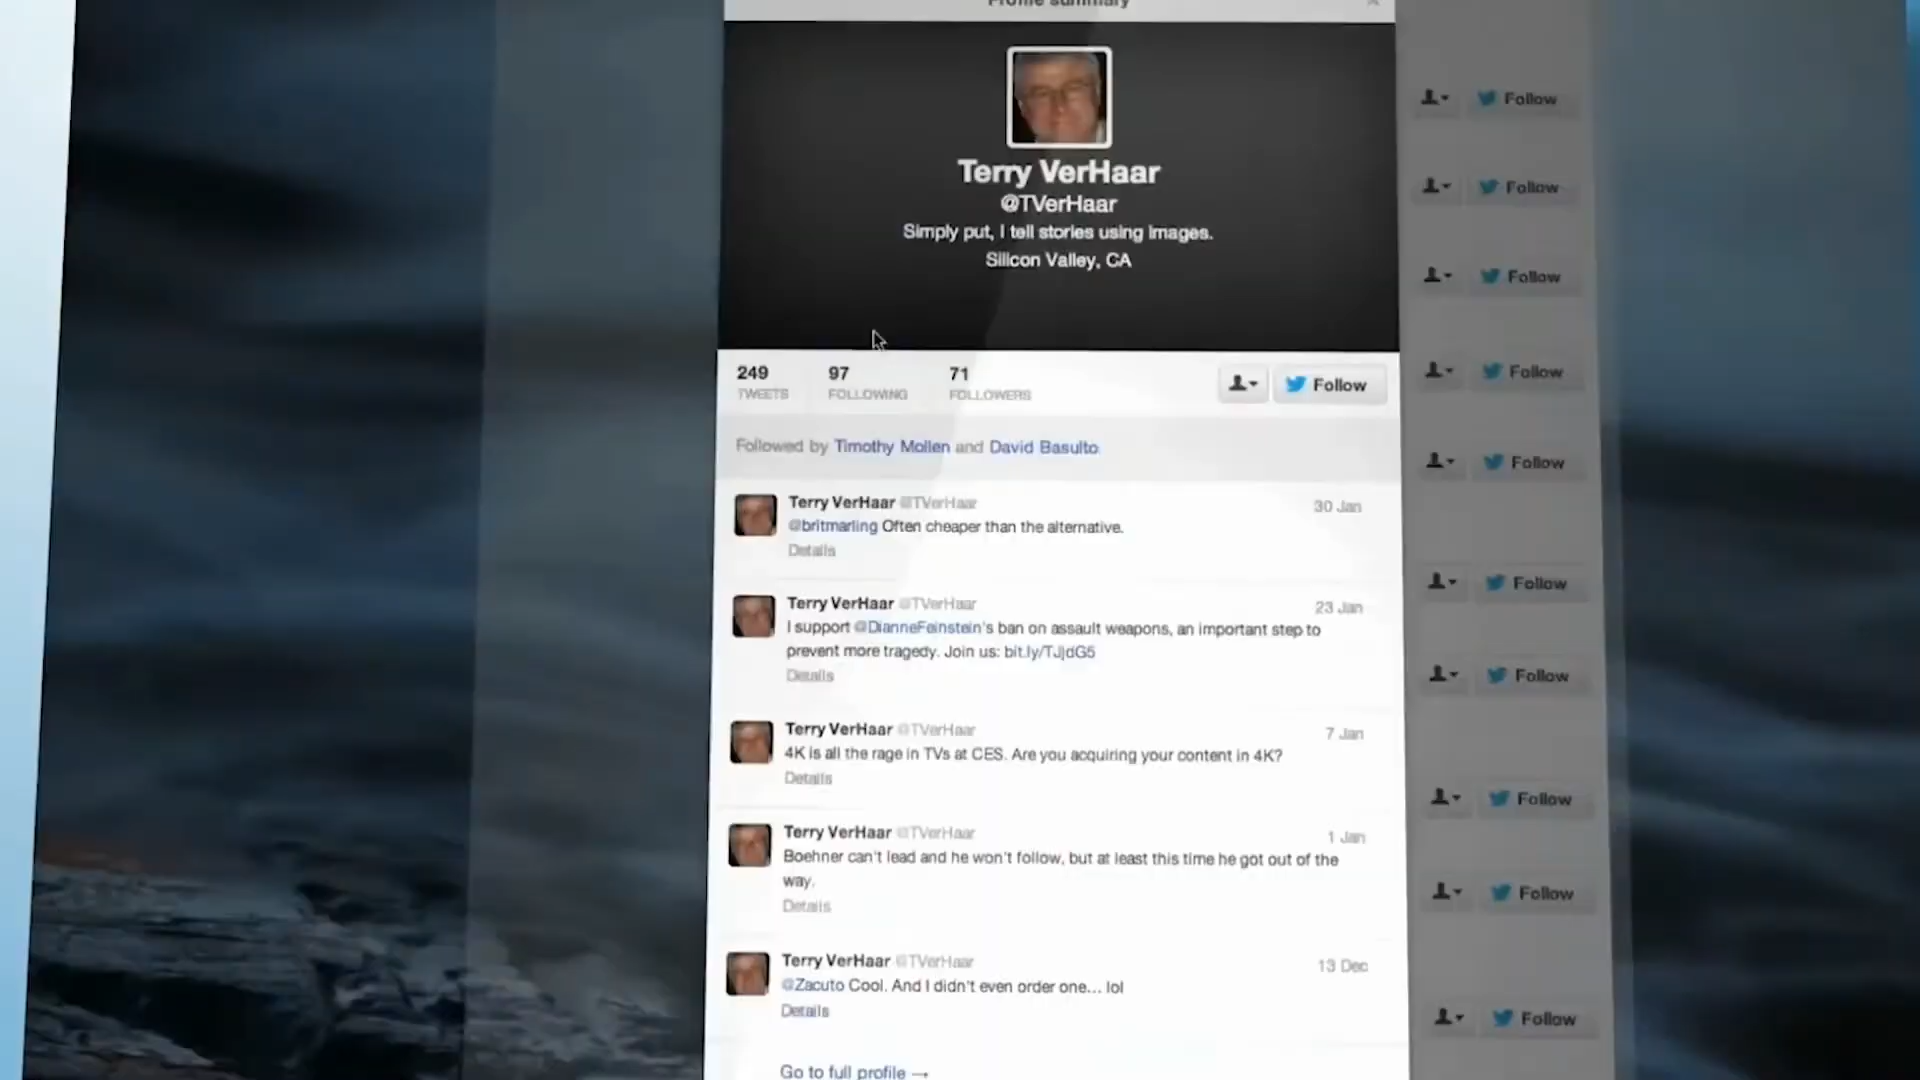 Profile summary
Terry VerHaar
@TVerHaar
Simply put, I tell stories using images.
Silicon Valley, CA
249 TWEETS
97 FOLLOWING
71 FOLLOWERS
Follow
Followed by Timothy Mollen and David Basulto
Terry VerHaar @TVerHaar 30 Jan
@britmarling Often cheaper than the alternative.
Details
Terry VerHaar @TVerHaar 23 Jan
I support @DianneFeinstein's ban on assault weapons, an important step to
prevent more tragedy. Join us: bit.ly/TJjdG5
Details
Terry VerHaar @TVerHaar 7 Jan
4K is all the rage in TVs at CES. Are you acquiring your content in 4K?
Details
Terry VerHaar @TVerHaar 1 Jan
Boehner can't lead and he won't follow, but at least this time he got out of the
way.
Details
Terry VerHaar @TVerHaar 13 Dec
@Zacuto Cool. And I didn't even order one... lol
Details
Go to full profile →
Follow
Follow
Follow
Follow
Follow
Follow
Follow
Follow
Follow
Follow